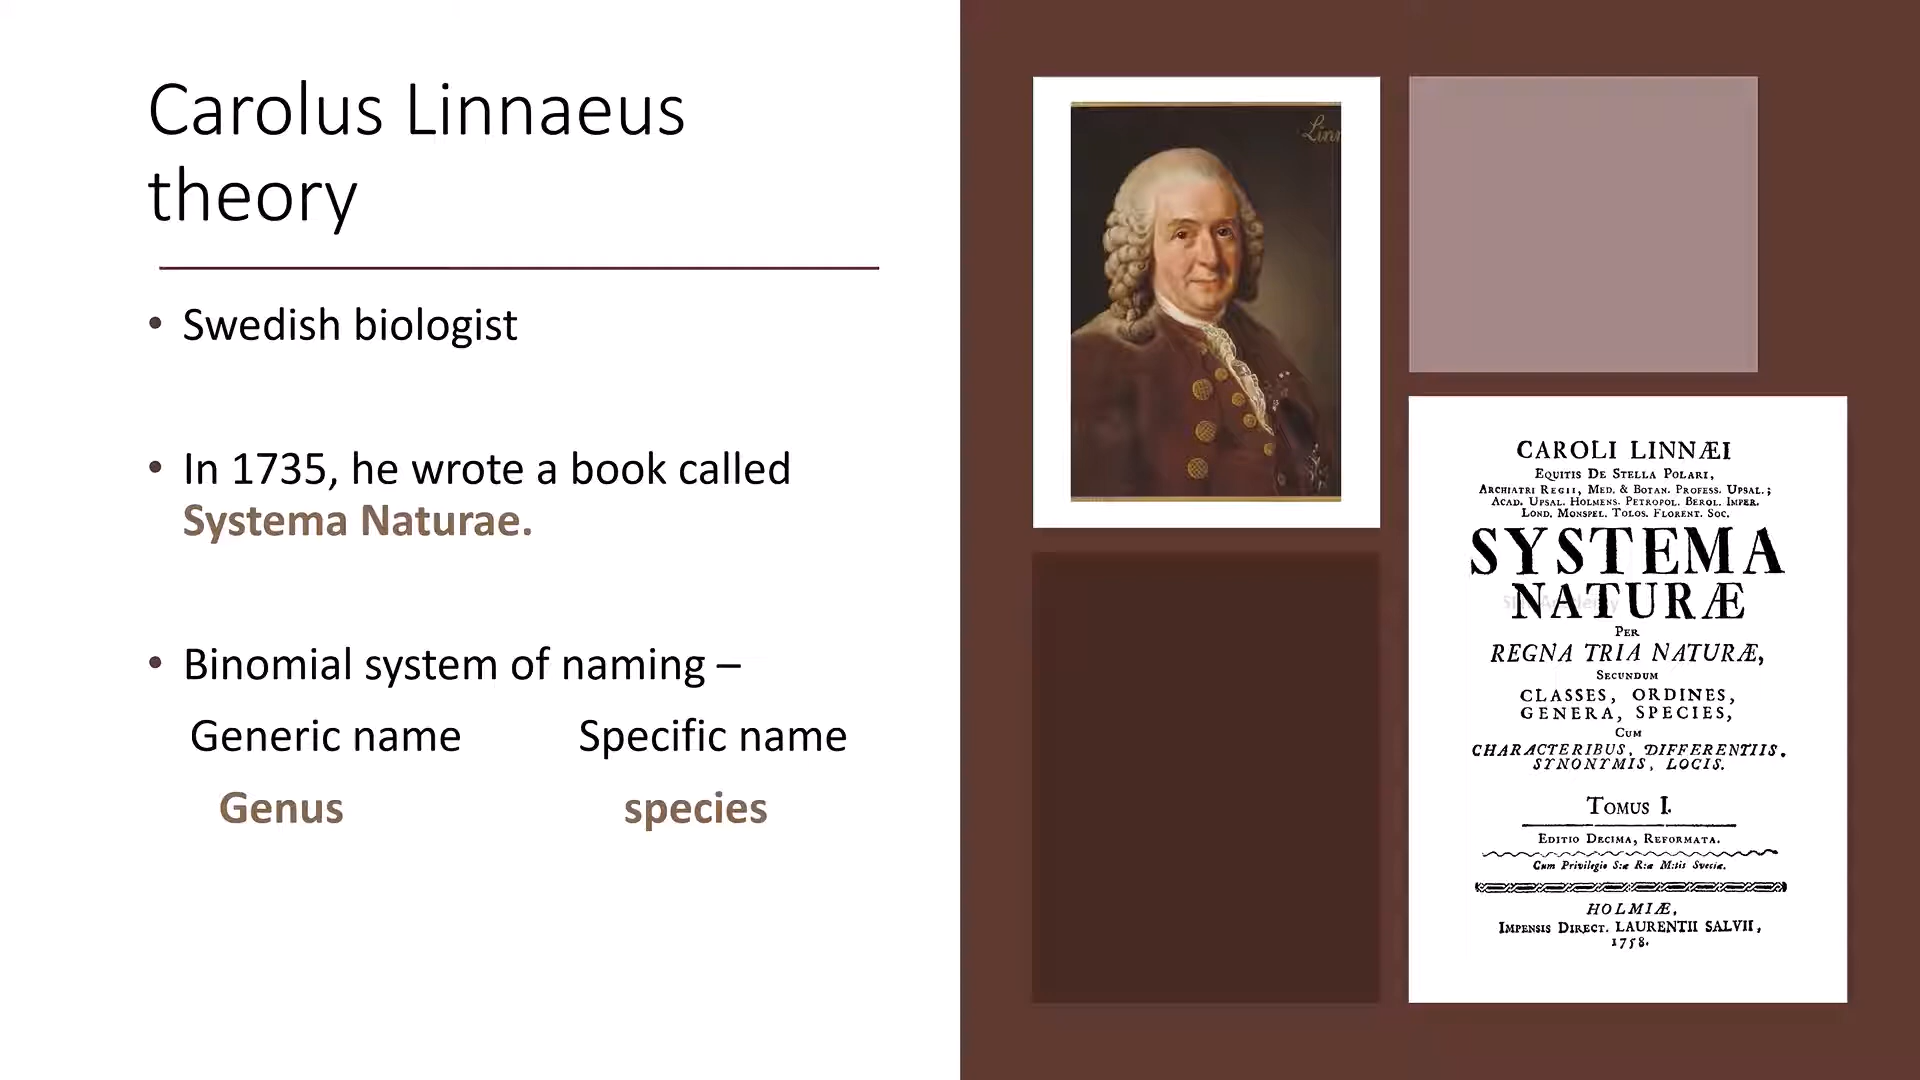 Carolus Linnaeus
theory
• Swedish biologist
• In 1735, he wrote a book called
Systema Naturae.
• Binomial system of naming –
Generic name Specific name
Genus species
Linn
CAROLI LINNÆI
EQUITIS DE STELLA POLARI,
ARCHIATRI REGII, MED. & BOTAN. PROFESS. UPSAL.;
ACAD. UPSAL. HOLMENS. PETROPOL. BEROL. IMPER.
LOND. MONSPEL. TOLOS. FLORENT. SOC.
SYSTEMA
NATURÆ
PER
REGNA TRIA NATURÆ,
SECUNDUM
CLASSES, ORDINES,
GENERA, SPECIES,
CUM
CHARACTERIBUS, DIFFERENTIIS.
SYNONYMIS, LOCIS.
TOMUS I.
EDITIO DECIMA, REFORMATA.
Cum Privilegio S:æ R:æ M:tis Sveciæ.
HOLMIÆ,
IMPENSIS DIRECT. LAURENTII SALVII,
1758.